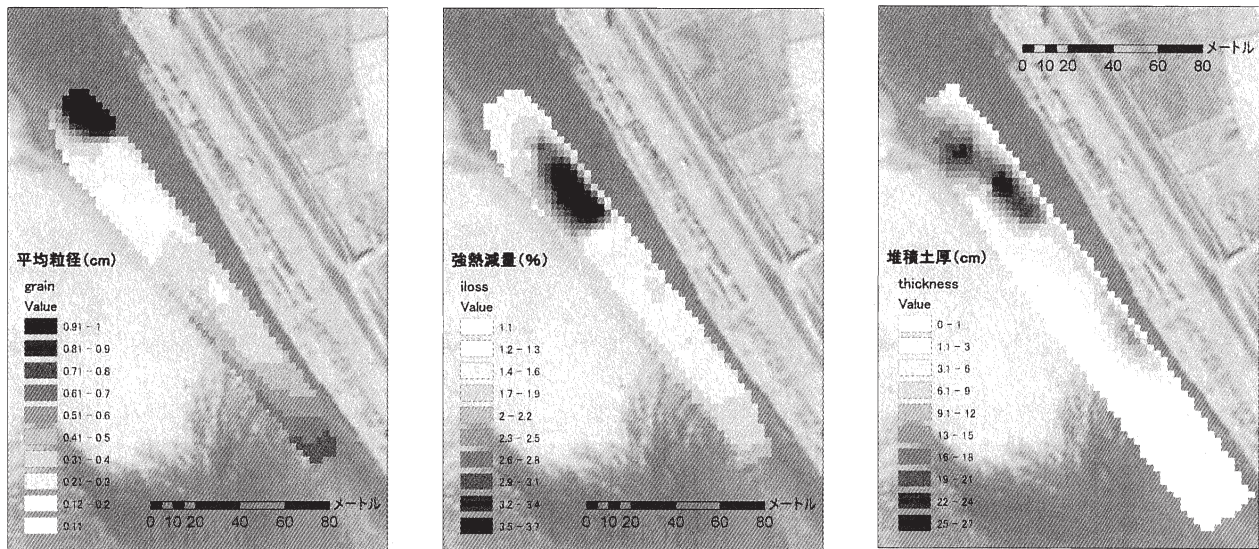 平均粒径(cm)
grain
Value
0.91 - 1
0.81 - 0.9
0.71 - 0.8
0.61 - 0.7
0.51 - 0.6
0.41 - 0.5
0.31 - 0.4
0.21 - 0.3
0.12 - 0.2
0.11
メートル
0 10 20 40 60 80
強熱減量(%)
iloss
Value
1.1
1.2 - 1.3
1.4 - 1.6
1.7 - 1.9
2 - 2.2
2.3 - 2.5
2.6 - 2.8
2.9 - 3.1
3.2 - 3.4
3.5 - 3.7
メートル
0 10 20 40 60 80
メートル
0 10 20 40 60 80
堆積土厚(cm)
thickness
Value
0 - 1
1.1 - 3
3.1 - 6
6.1 - 9
9.1 - 12
13 - 15
16 - 18
19 - 21
22 - 24
25 - 27